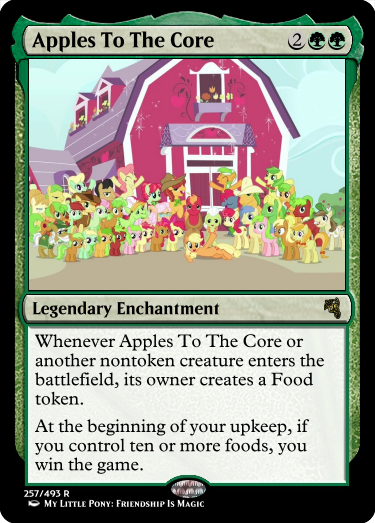 Apples To The Core 2
Legendary Enchantment
Whenever Apples To The Core or
another nontoken creature enters the
battlefield, its owner creates a Food
token.
At the beginning of your upkeep, if
you control ten or more foods, you
win the game.
257/493 R
My Little Pony: Friendship Is Magic